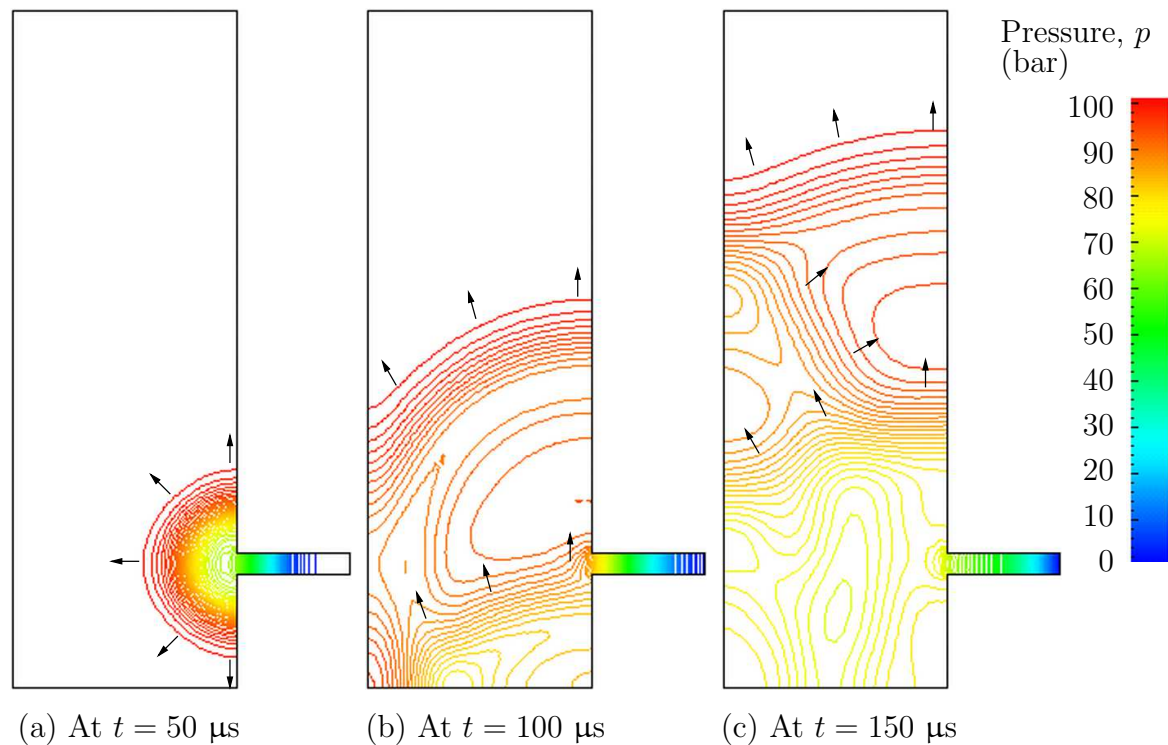 Pressure, p
(bar)
100
90
80
70
60
50
40
30
20
10
0
(a) At t = 50 μs
(b) At t = 100 μs
(c) At t = 150 μs